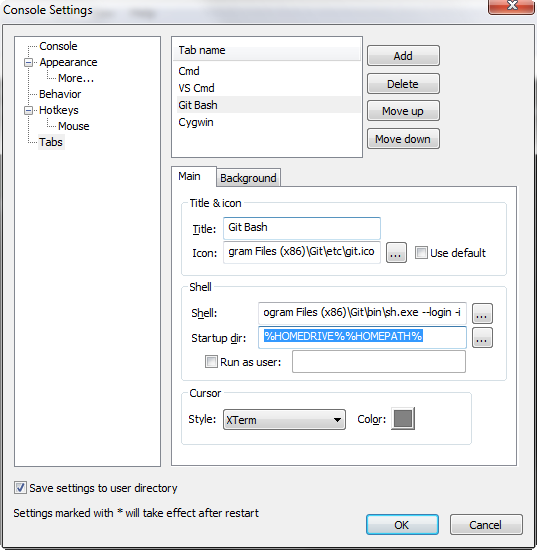 Console Settings
Console
Appearance
More...
Behavior
Hotkeys
Mouse
Tabs
Tab name
Cmd
VS Cmd
Git Bash
Cygwin
Add
Delete
Move up
Move down
Main Background
Title & icon
Title: Git Bash
Icon: gram Files (x86)\Git\etc\git.ico ... Use default
Shell
Shell: ogram Files (x86)\Git\bin\sh.exe --login -i ...
Startup dir: %HOMEDRIVE%%HOMEPATH% ...
Run as user:
Cursor
Style: XTerm Color:
Save settings to user directory
Settings marked with * will take effect after restart
OK Cancel